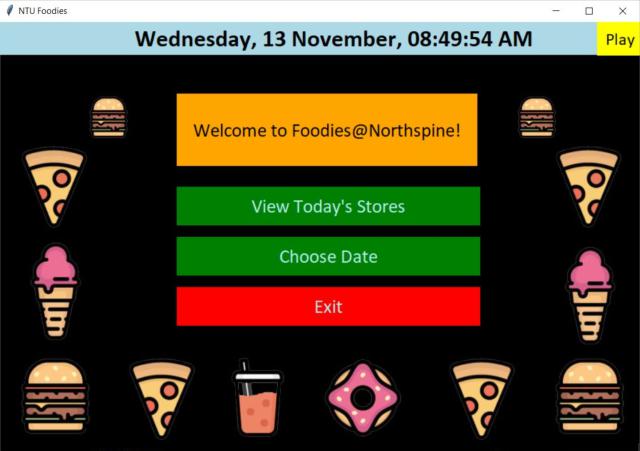 NTU Foodies
Wednesday, 13 November, 08:49:54 AM
Play
Welcome to Foodies@Northspine!
View Today's Stores
Choose Date
Exit